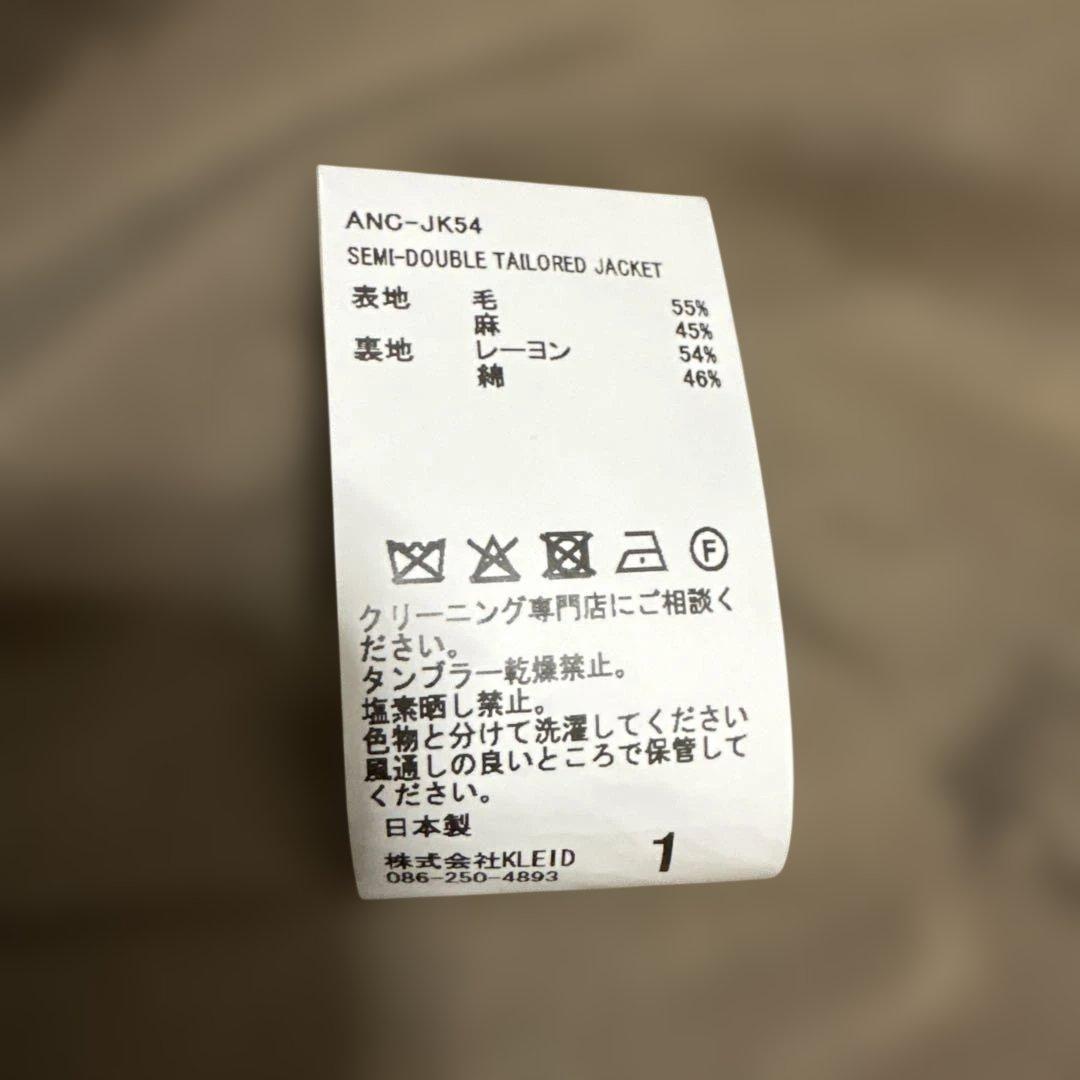 ANC-JK54
SEMI-DOUBLE TAILORED JACKET
表地 毛 55%
麻 45%
裏地 レーヨン 54%
綿 46%
F
クリーニング専門店にご相談く
ださい。
タンブラー乾燥禁止。
塩素晒し禁止。
色物と分けて洗濯してください
風通しの良いところで保管して
ください。
日本製
株式会社KLEID
086-250-4893
1